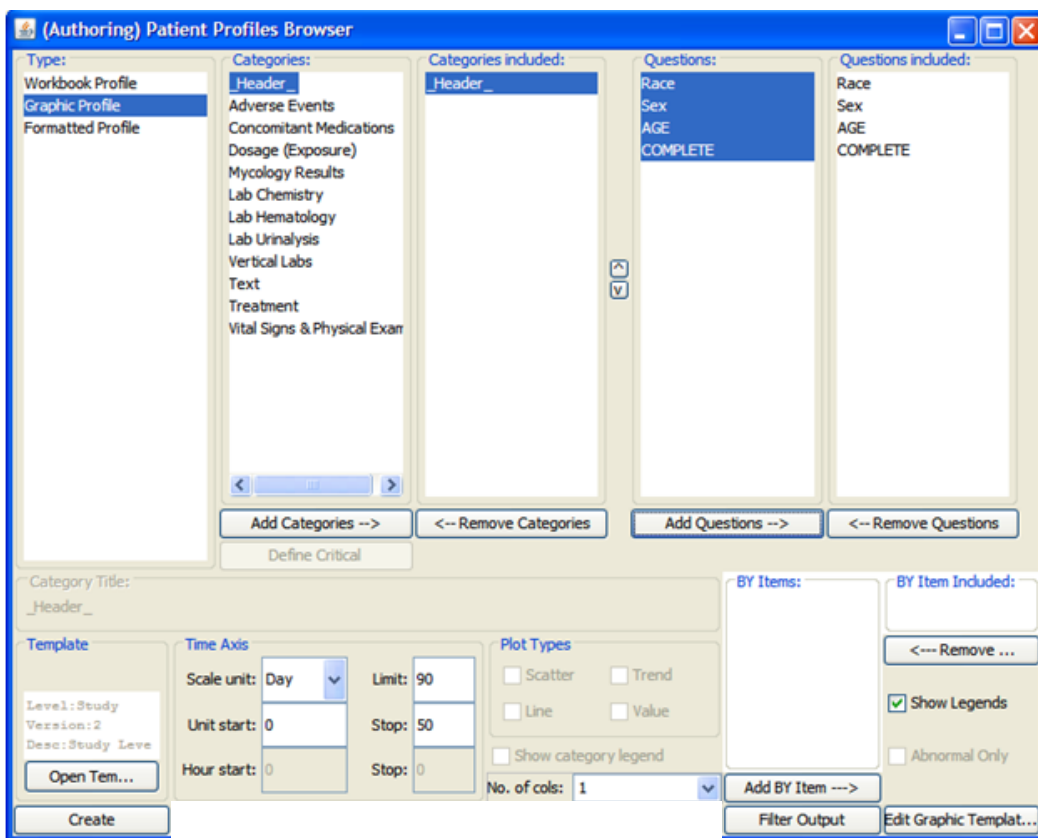 (Authoring) Patient Profiles Browser
Type:
Workbook Profile
Graphic Profile
Formatted Profile
Categories:
_Header_
Adverse Events
Concomitant Medications
Dosage (Exposure)
Mycology Results
Lab Chemistry
Lab Hematology
Lab Urinalysis
Vertical Labs
Text
Treatment
Vital Signs & Physical Exam
Add Categories -->
Define Critical
Categories included:
_Header_
<-- Remove Categories
^
v
Questions:
Race
Sex
AGE
COMPLETE
Add Questions -->
Questions included:
Race
Sex
AGE
COMPLETE
<-- Remove Questions
Category Title:
_Header_
Template
Level:Study
Version:2
Desc:Study Leve
Open Tem...
Create
Time Axis
Scale unit: Day Limit: 90
Unit start: 0 Stop: 50
Hour start: 0 Stop: 0
Plot Types
Scatter Trend
Line Value
Show category legend
No. of cols: 1
BY Items:
Add BY Item --->
Filter Output
BY Item Included:
<--- Remove ...
Show Legends
Abnormal Only
Edit Graphic Templat...